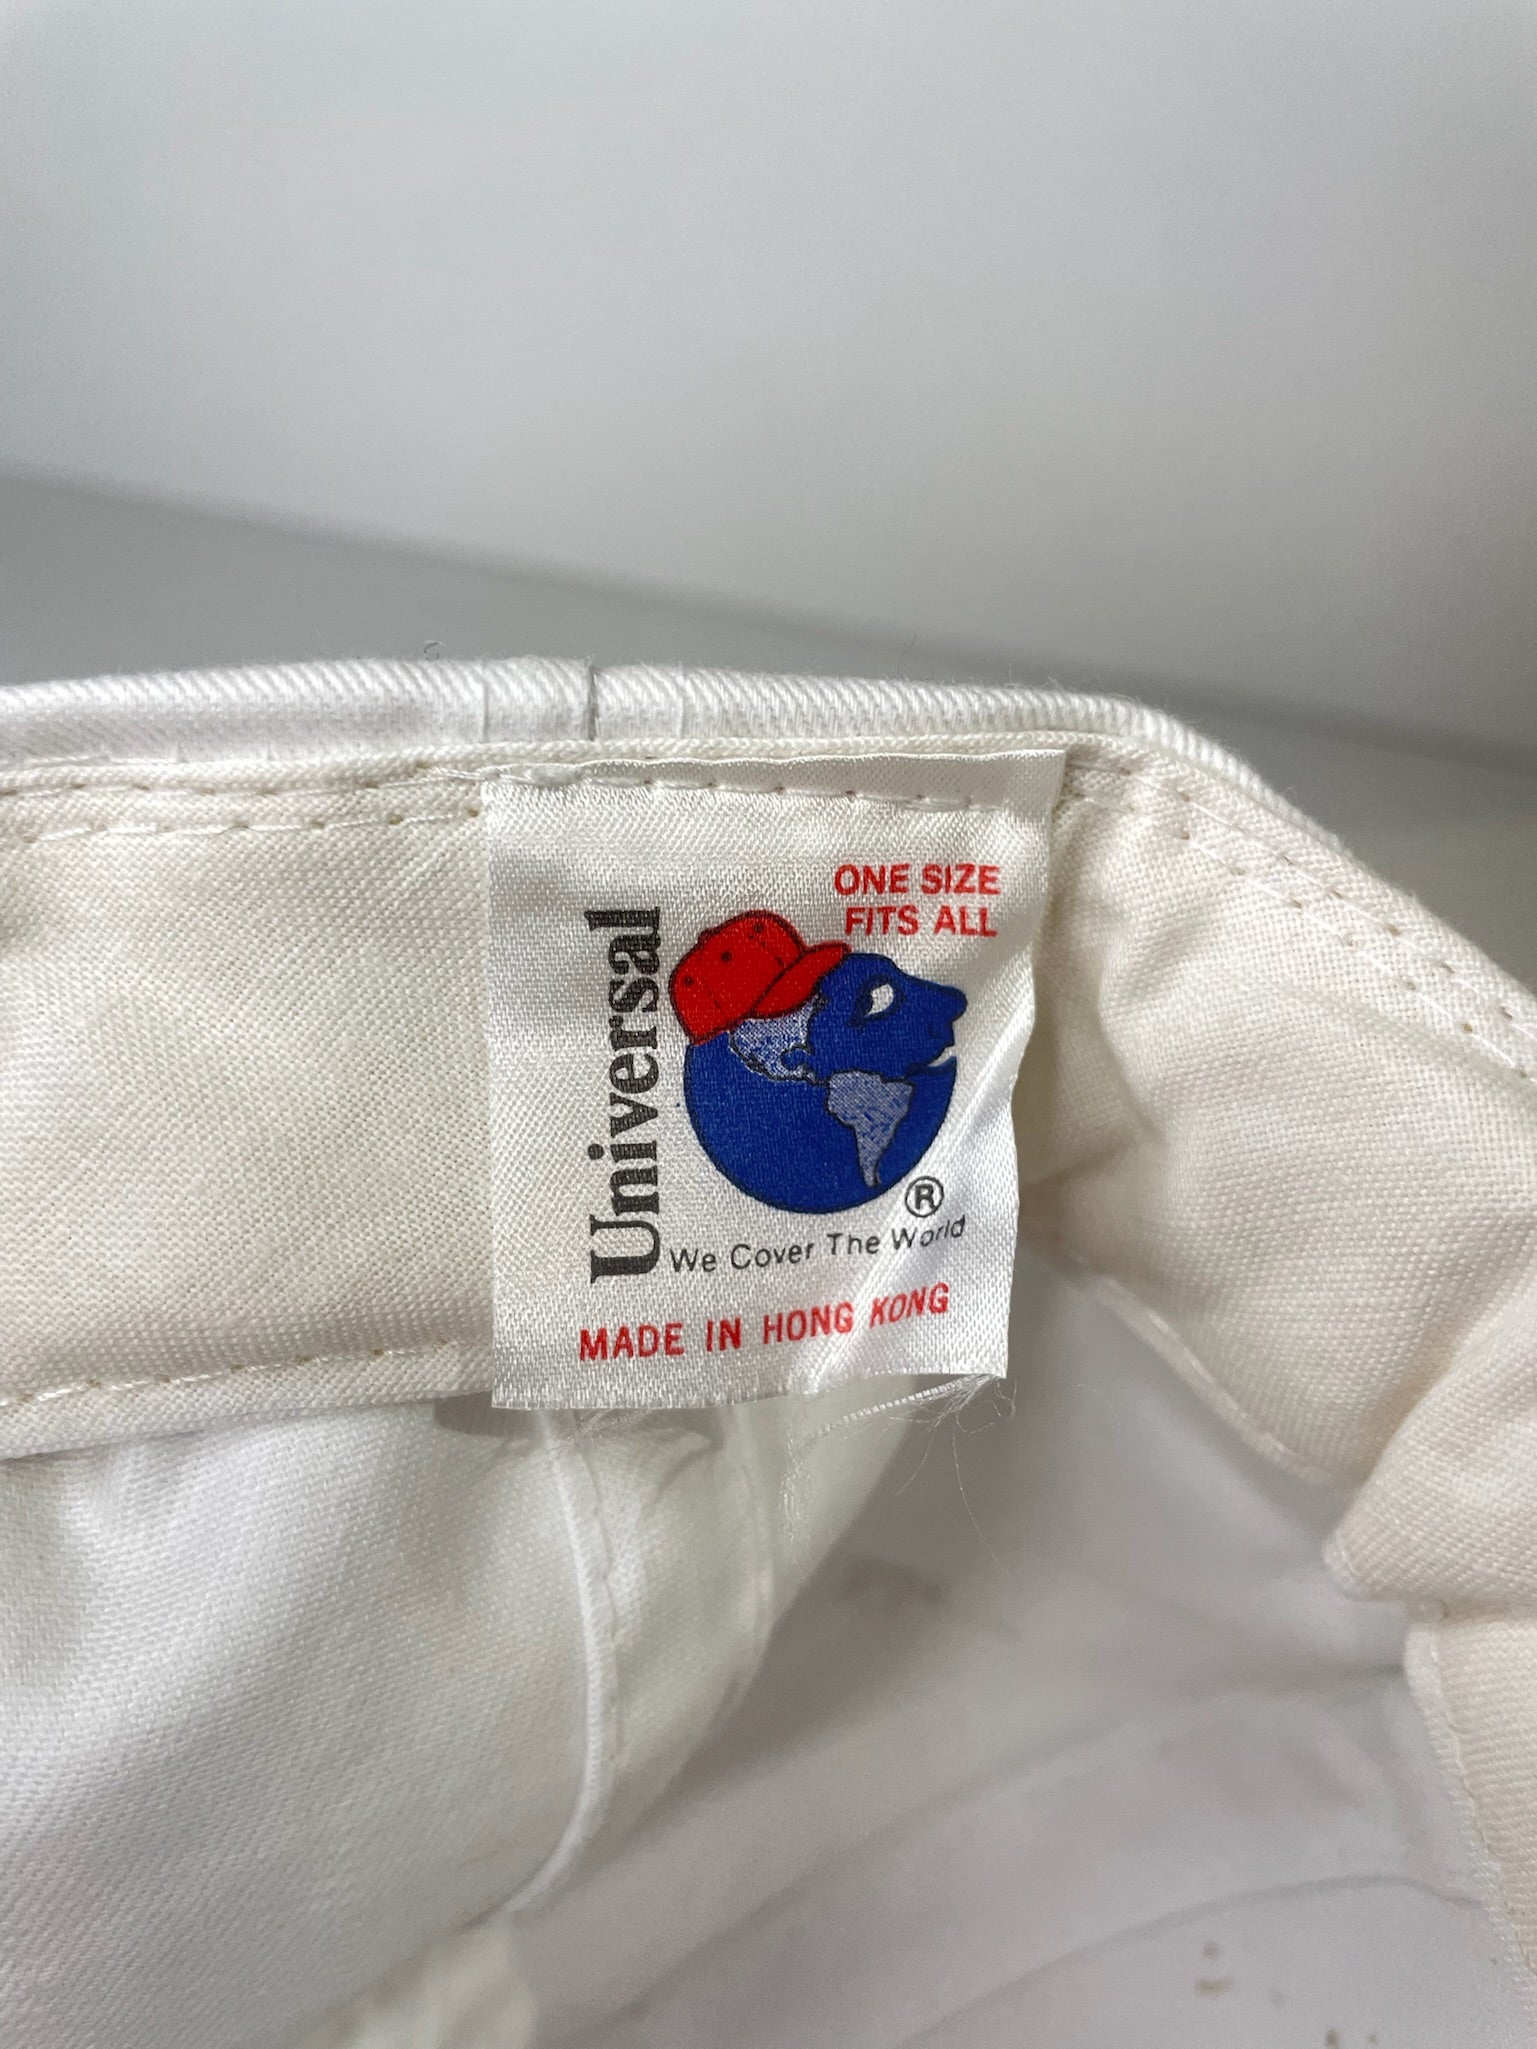 ONE SIZE
FITS ALL
Universal
®
We Cover The World
MADE IN HONG KONG